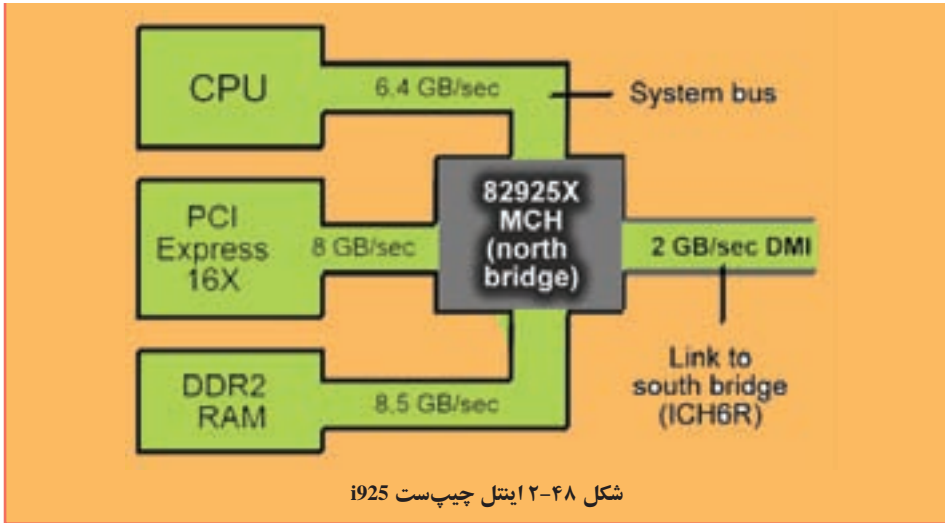 CPU
6,4 GB/sec
System bus
PCI
Express
16X
8 GB/sec
82925X
MCH
(north
bridge)
2 GB/sec DMI
DDR2
RAM
8,5 GB/sec
Link to
south bridge
(ICH6R)
شکل ۴۸-۲ اینتل چیپ‌ست i925